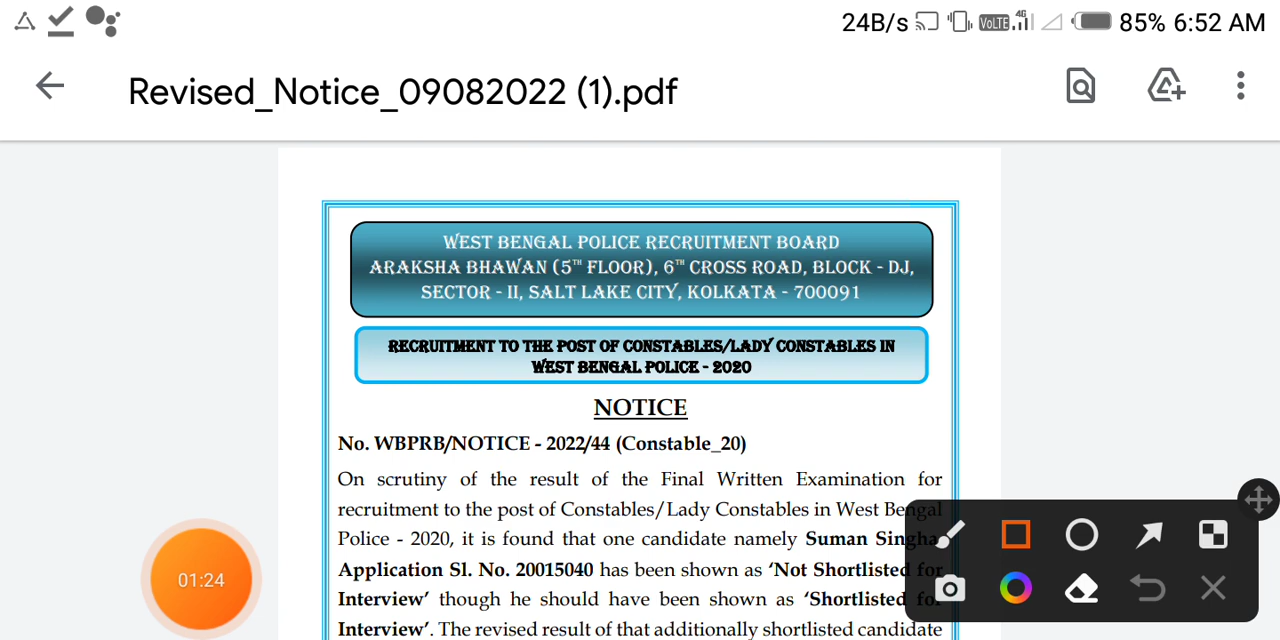 24B/s VoLTE 4G 85% 6:52 AM
Revised_Notice_09082022 (1).pdf
WEST BENGAL POLICE RECRUITMENT BOARD
ARAKSHA BHAWAN (5TH FLOOR), 6TH CROSS ROAD, BLOCK - DJ,
SECTOR - II, SALT LAKE CITY, KOLKATA - 700091
RECRUITMENT TO THE POST OF CONSTABLES/LADY CONSTABLES IN
WEST BENGAL POLICE - 2020
NOTICE
No. WBPRB/NOTICE - 2022/44 (Constable_20)
On scrutiny of the result of the Final Written Examination for
recruitment to the post of Constables/Lady Constables in West Bengal
Police - 2020, it is found that one candidate namely Suman Singha
Application Sl. No. 20015040 has been shown as ‘Not Shortlisted for
Interview’ though he should have been shown as ‘Shortlisted for
Interview’. The revised result of that additionally shortlisted candidate
01:24